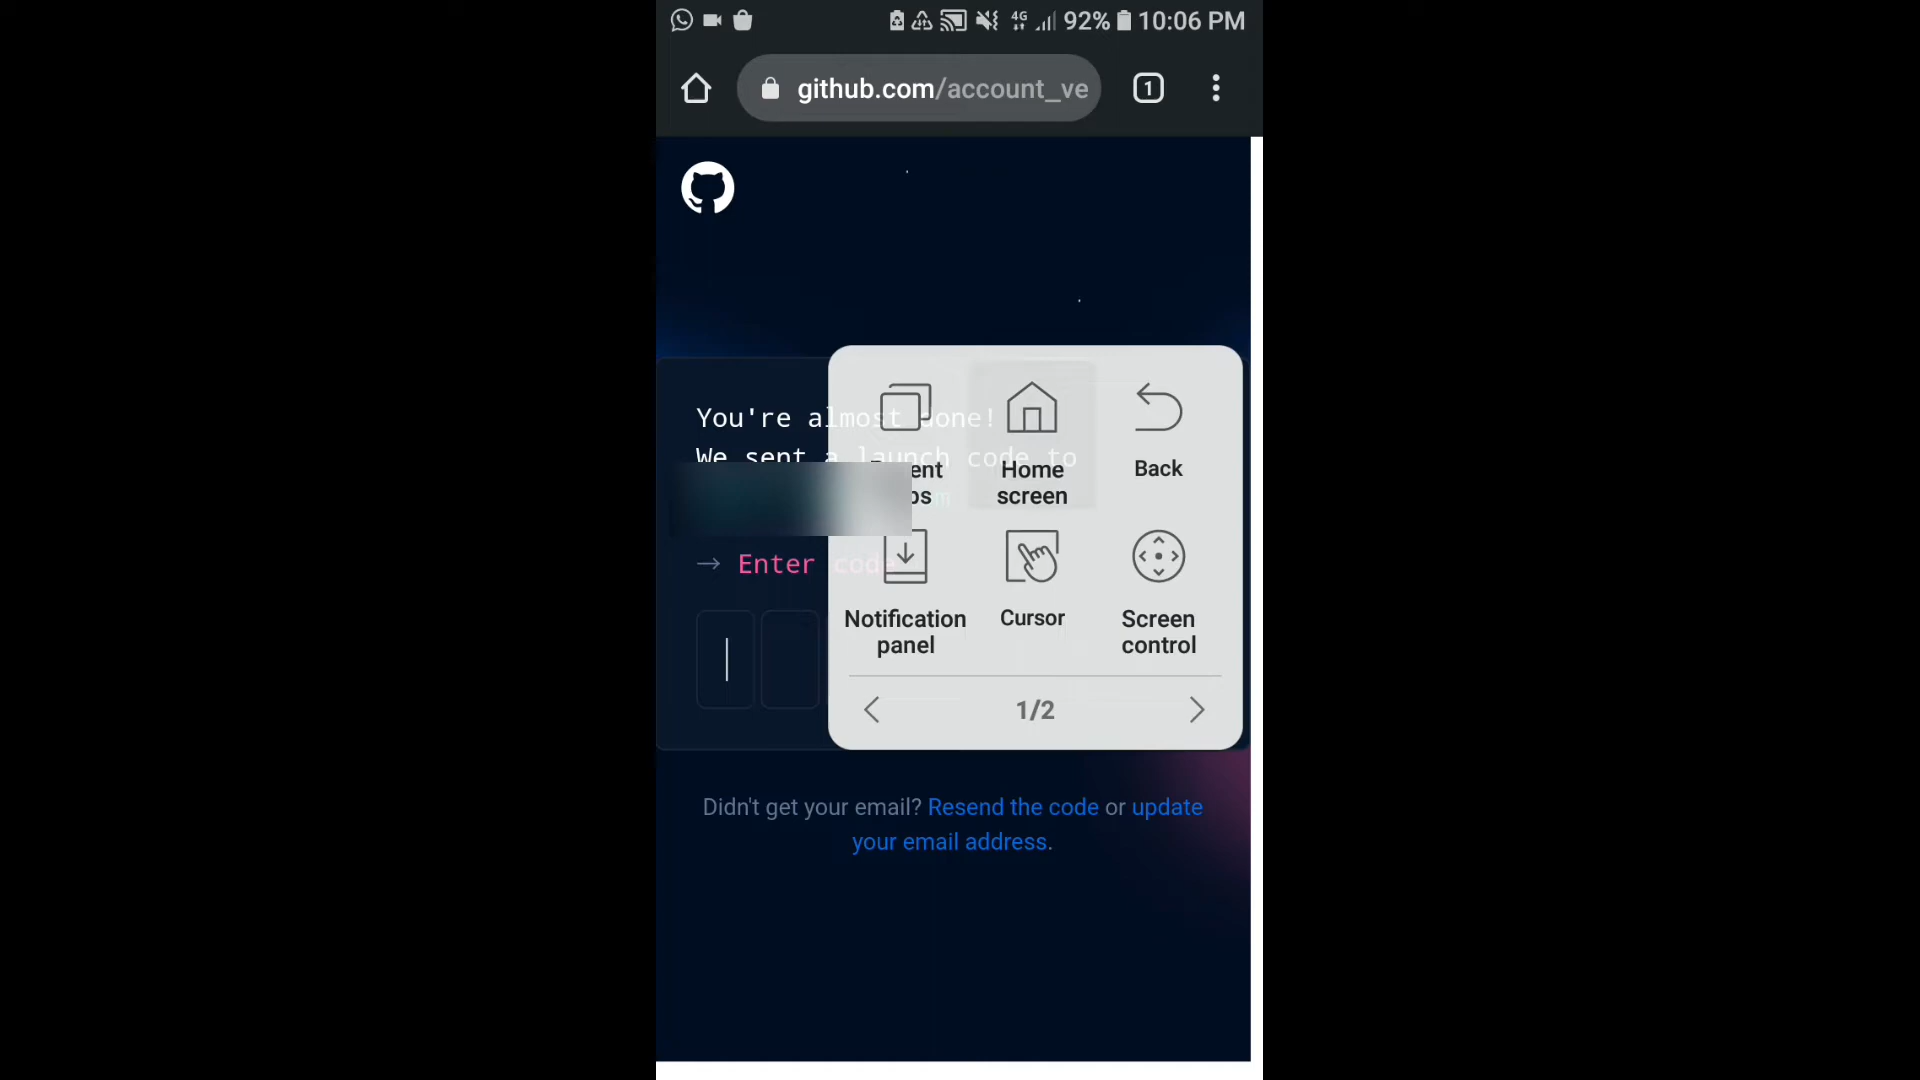 92% 10:06 PM
github.com/account_ve
1
You're almost done!
We sent a launch code to
Home
screen
Back
→ Enter code
Notification
panel
Cursor
Screen
control
1/2
Didn't get your email? Resend the code or update
your email address.